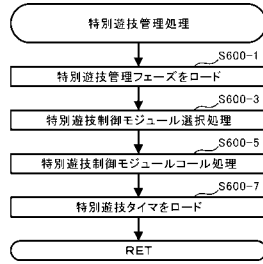 特別遊技管理処理
S600-1
特別遊技管理フェーズをロード
S600-3
特別遊技制御モジュール選択処理
S600-5
特別遊技制御モジュールコール処理
S600-7
特別遊技タイマをロード
RET